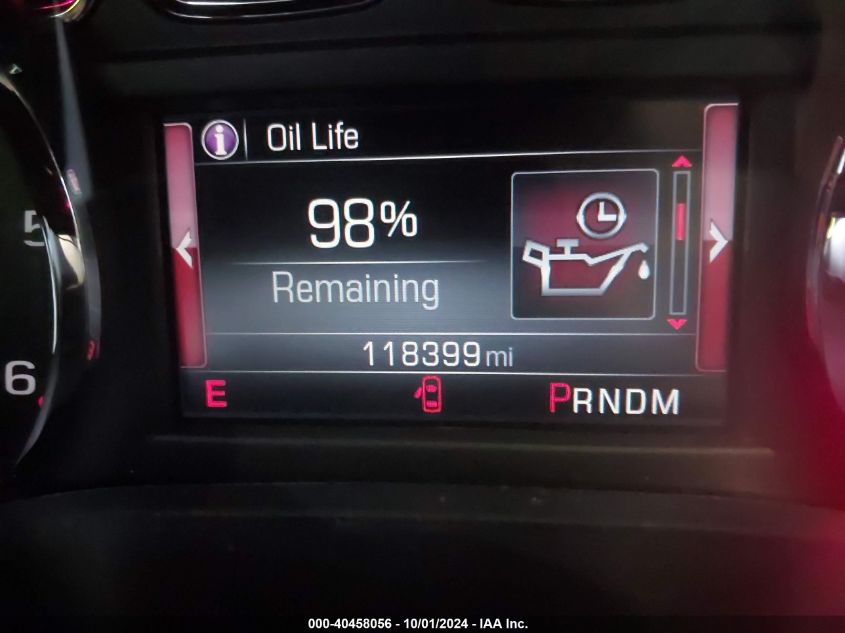 Oil Life
98%
Remaining
118399 mi
E
PRNDM
5
6
000-40458056 - 10/01/2024 - IAA Inc.